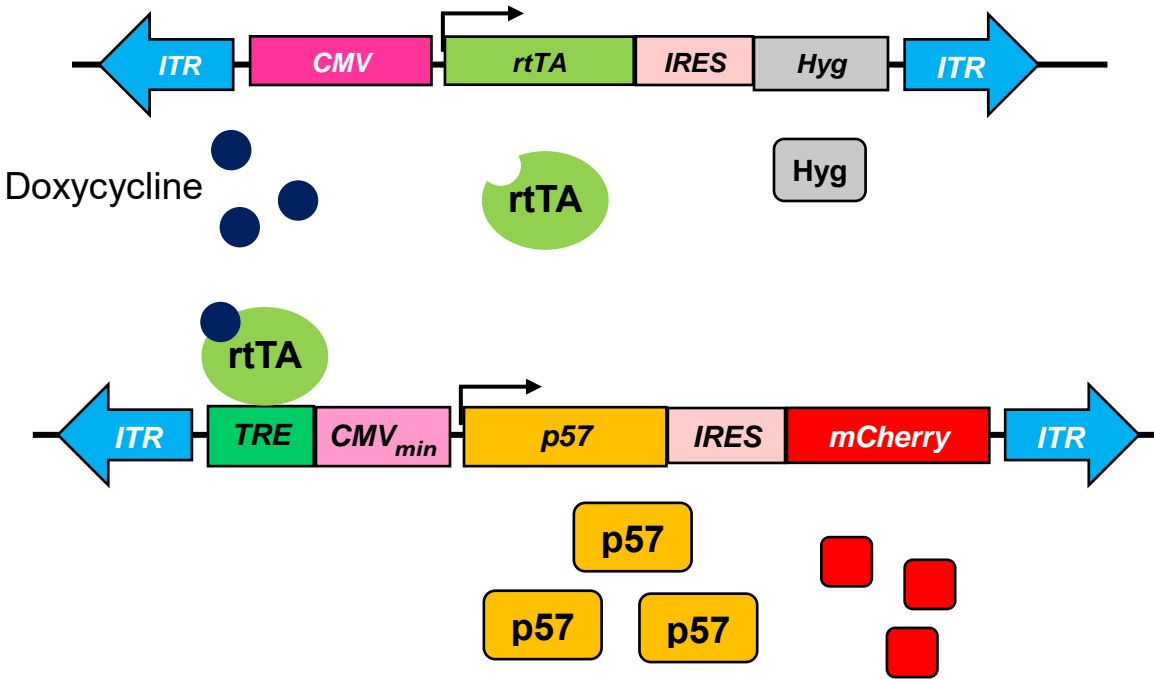 ITR CMV rtTA IRES Hyg ITR
Doxycycline
rtTA
Hyg
rtTA
ITR TRE CMVmin p57 IRES mCherry ITR
p57
p57 p57